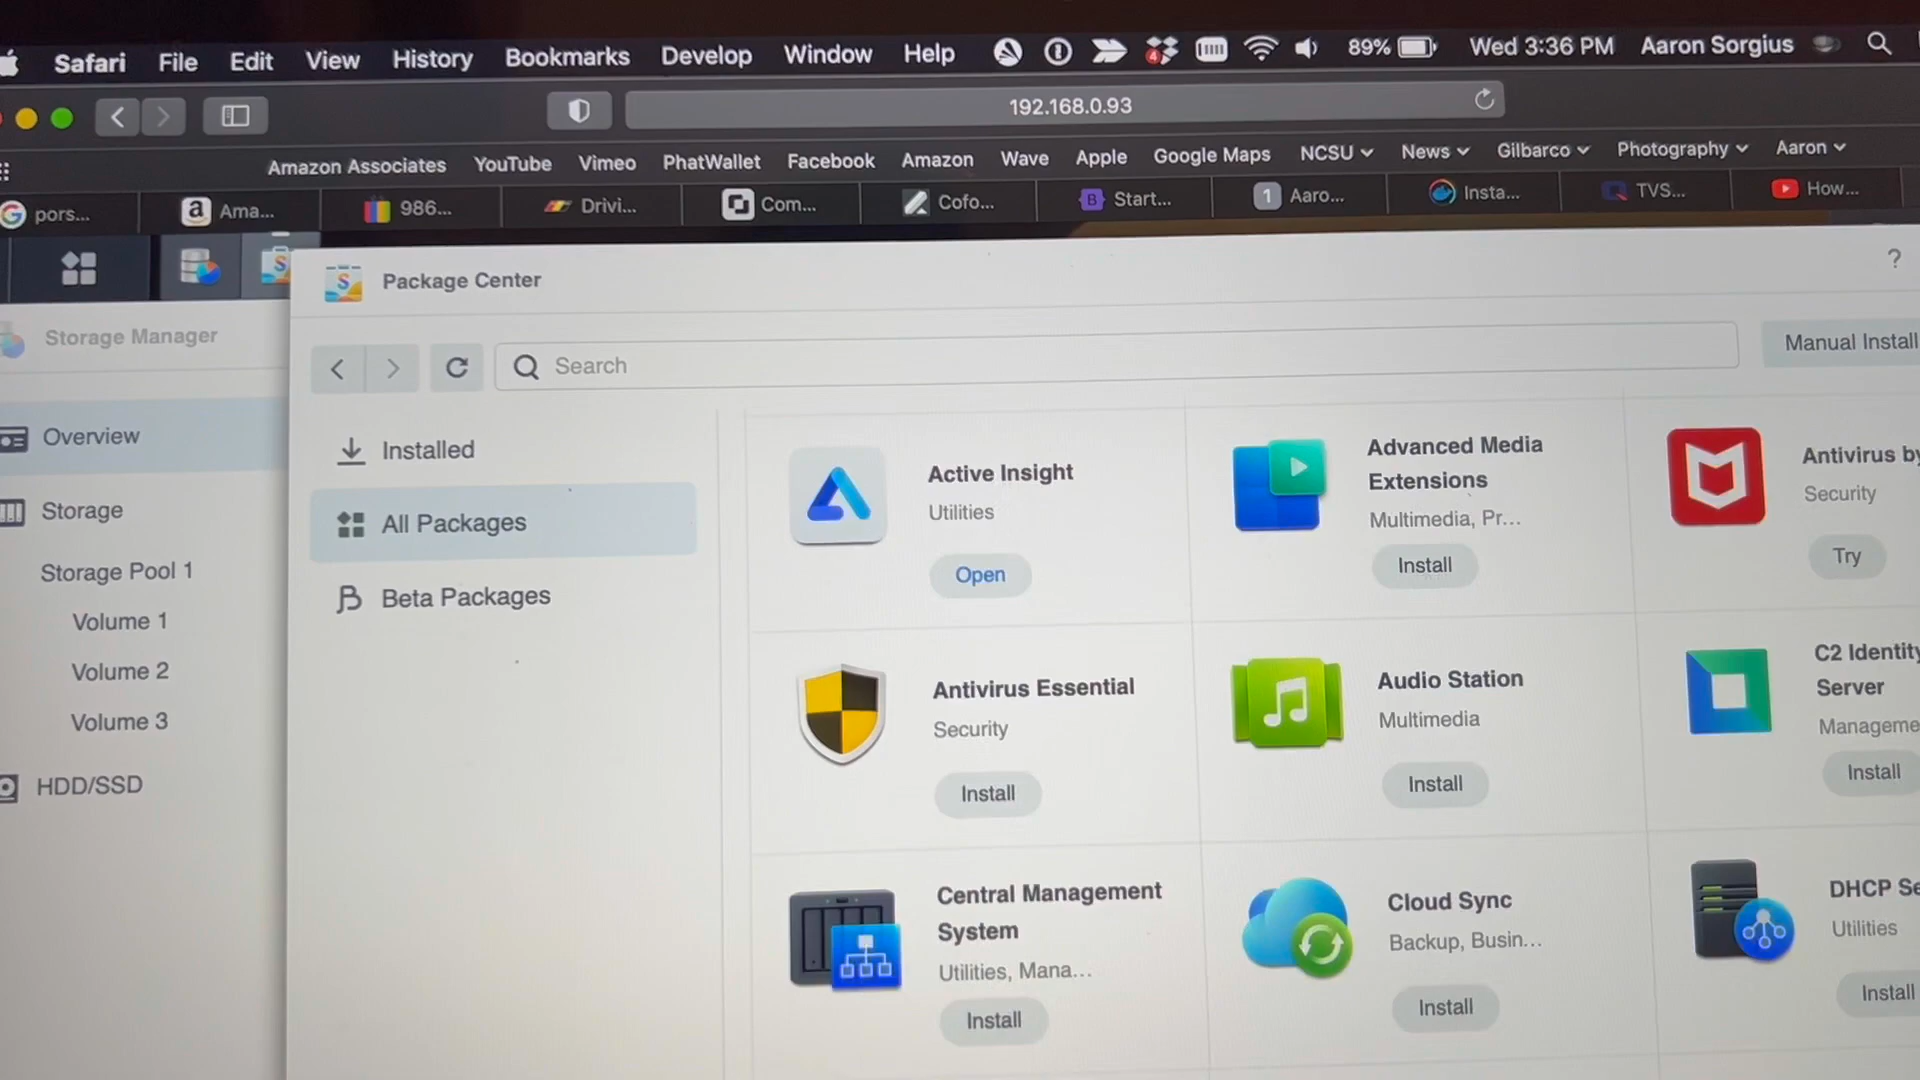 Safari File Edit View History Bookmarks Develop Window Help 4 89% Wed 3:36 PM Aaron Sorgius
192.168.0.93
Amazon Associates YouTube Vimeo PhatWallet Facebook Amazon Wave Apple Google Maps NCSU News Gilbarco Photography Aaron
pors... Ama... 986... Drivi... Com... Cofo... B Start... 1 Aaro... Insta... TVS... How...
Package Center ?
Storage Manager
Search
Manual Install
Overview
Storage
Storage Pool 1
Volume 1
Volume 2
Volume 3
HDD/SSD
Installed
All Packages
Beta Packages
Active Insight
Utilities
Open
Advanced Media
Extensions
Multimedia, Pr...
Install
Antivirus by
Security
Try
Antivirus Essential
Security
Install
Audio Station
Multimedia
Install
C2 Identity
Server
Manageme
Install
Central Management
System
Utilities, Mana...
Install
Cloud Sync
Backup, Busin...
Install
DHCP Se
Utilities
Install